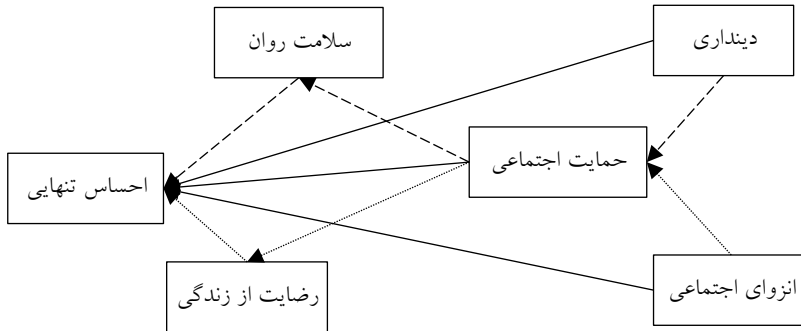 دینداری
سلامت روان
حمایت اجتماعی
احساس تنهایی
انزوای اجتماعی
رضایت از زندگی